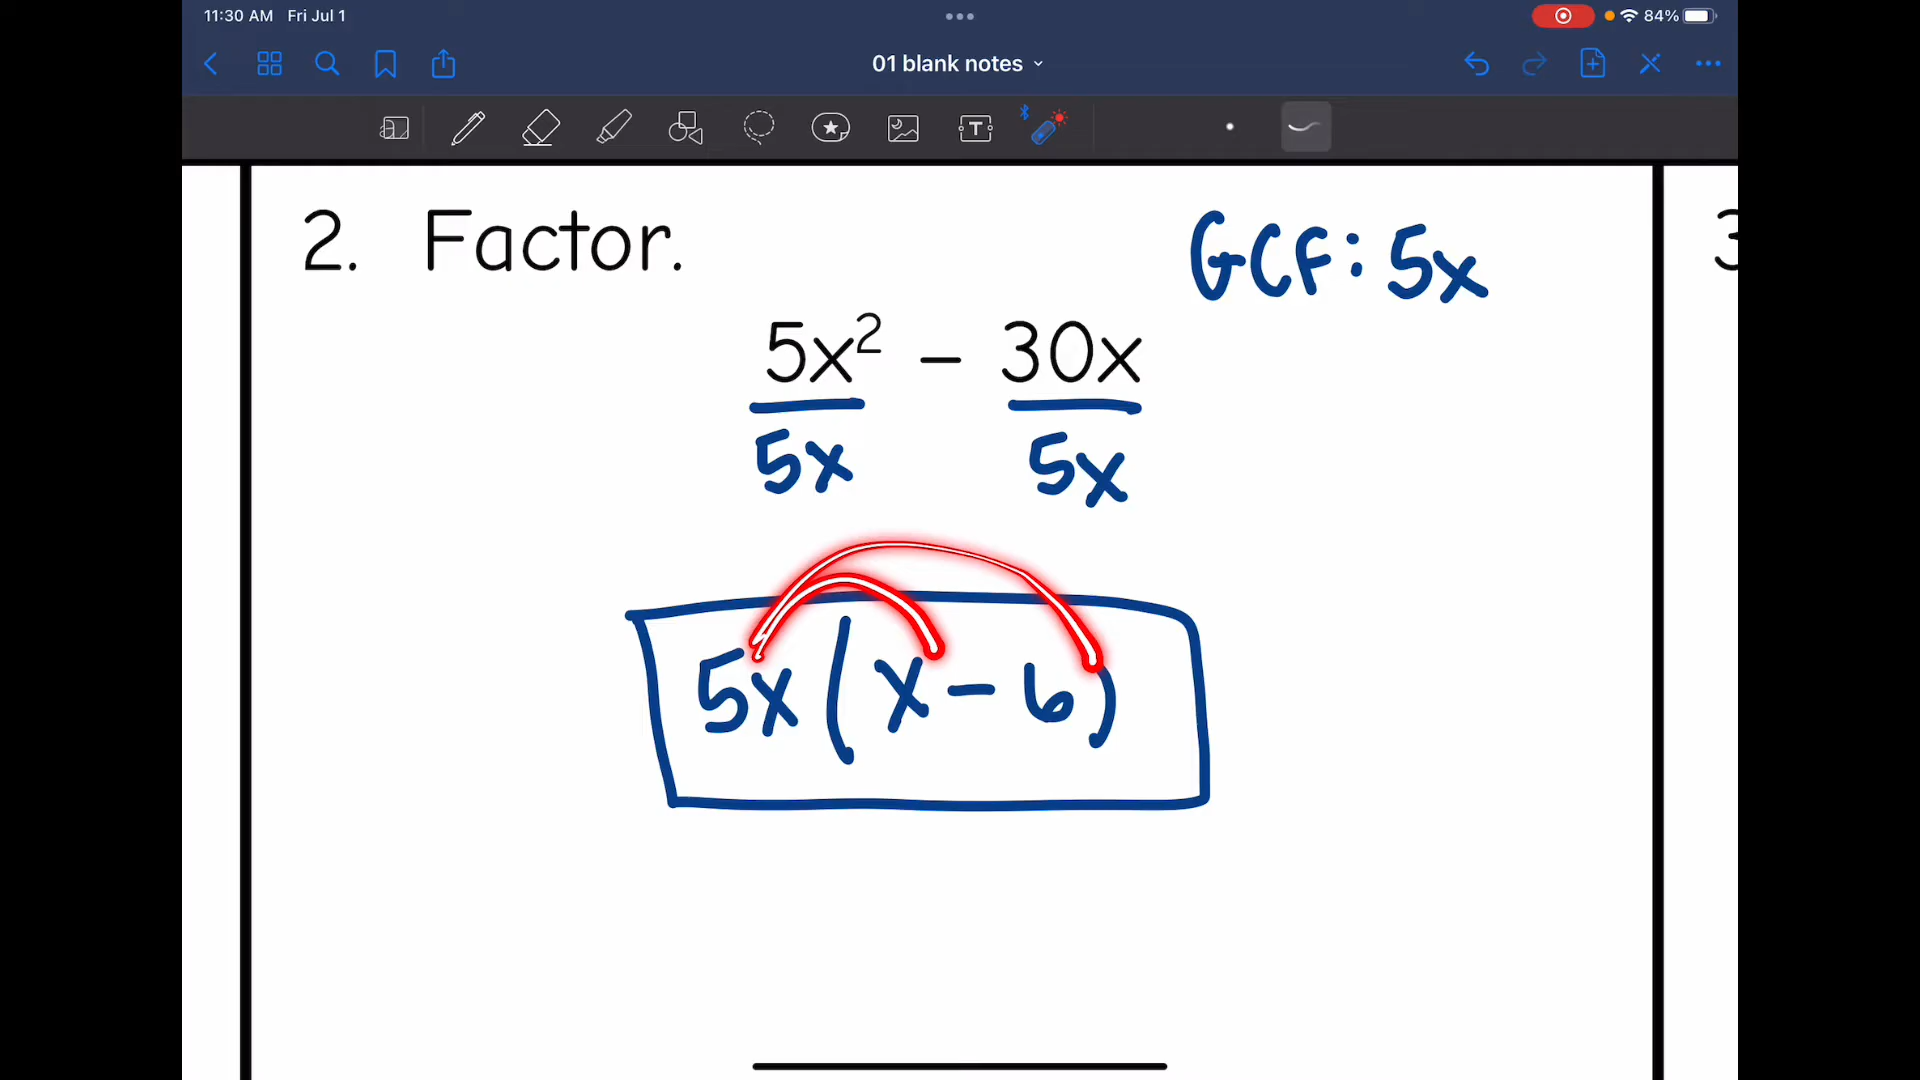 11:30 AM Fri Jul 1
84%
01 blank notes
2. Factor.
GCF: 5x
3
5x² – 30x
5x 5x
5x(x – 6)